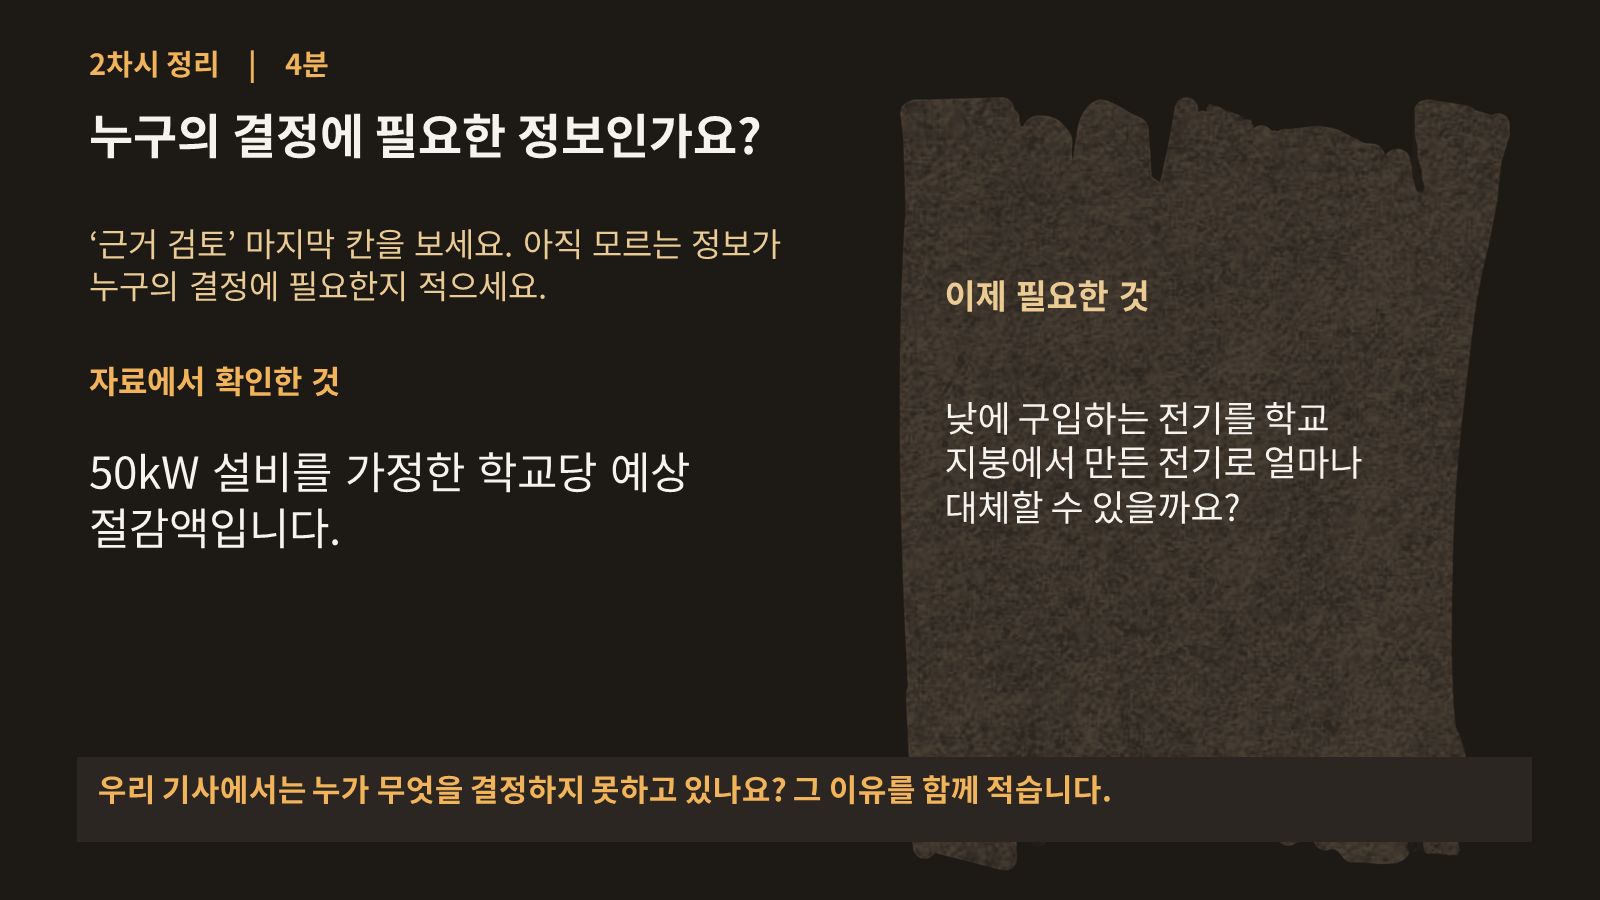 2차시 정리 | 4분
누구의 결정에 필요한 정보인가요?
‘근거 검토’ 마지막 칸을 보세요. 아직 모르는 정보가
누구의 결정에 필요한지 적으세요.
자료에서 확인한 것
50kW 설비를 가정한 학교당 예상
절감액입니다.
이제 필요한 것
낮에 구입하는 전기를 학교
지붕에서 만든 전기로 얼마나
대체할 수 있을까요?
우리 기사에서는 누가 무엇을 결정하지 못하고 있나요? 그 이유를 함께 적습니다.